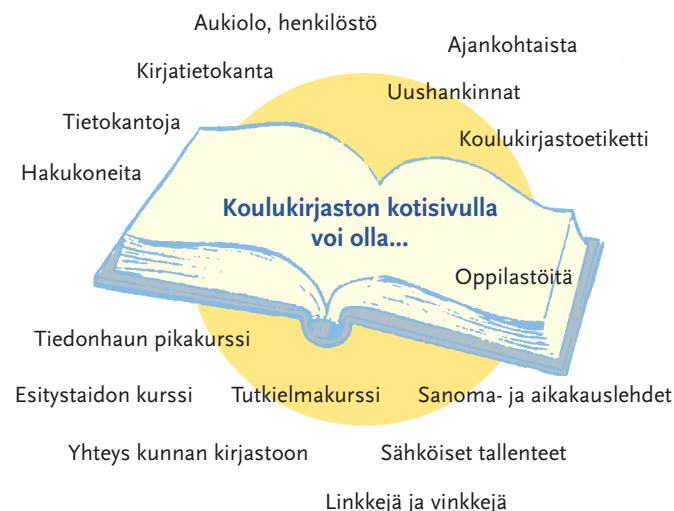 Aukiolo, henkilöstö
Ajankohtaista
Kirjatietokanta
Uushankinnat
Tietokantoja
Koulukirjastoetiketti
Hakukoneita
Koulukirjaston kotisivulla
voi olla...
Oppilastöitä
Tiedonhaun pikakurssi
Esitystaidon kurssi
Tutkielmakurssi
Sanoma- ja aikakauslehdet
Yhteys kunnan kirjastoon
Sähköiset tallenteet
Linkkejä ja vinkkejä